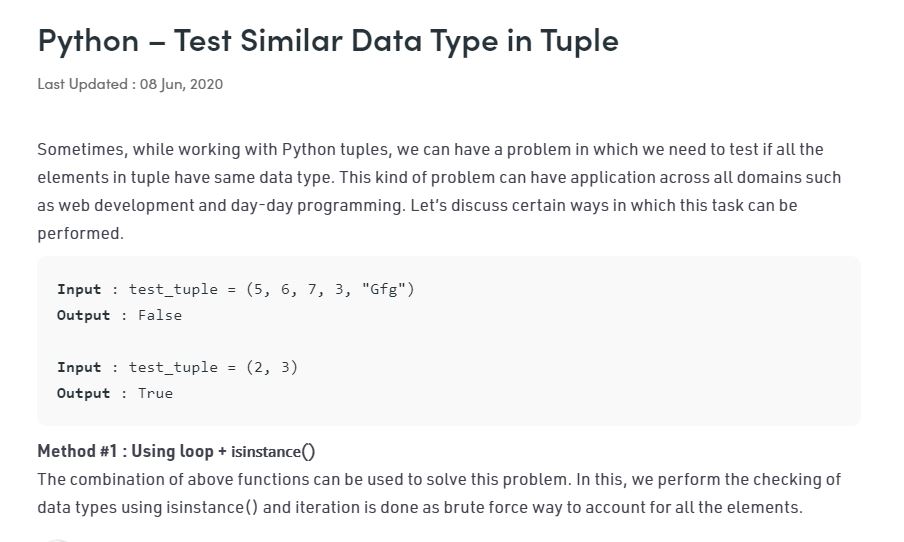 Python – Test Similar Data Type in Tuple
Last Updated : 08 Jun, 2020
Sometimes, while working with Python tuples, we can have a problem in which we need to test if all the
elements in tuple have same data type. This kind of problem can have application across all domains such
as web development and day-day programming. Let’s discuss certain ways in which this task can be
performed.
Input : test_tuple = (5, 6, 7, 3, "Gfg")
Output : False
Input : test_tuple = (2, 3)
Output : True
Method #1 : Using loop + isinstance()
The combination of above functions can be used to solve this problem. In this, we perform the checking of
data types using isinstance() and iteration is done as brute force way to account for all the elements.